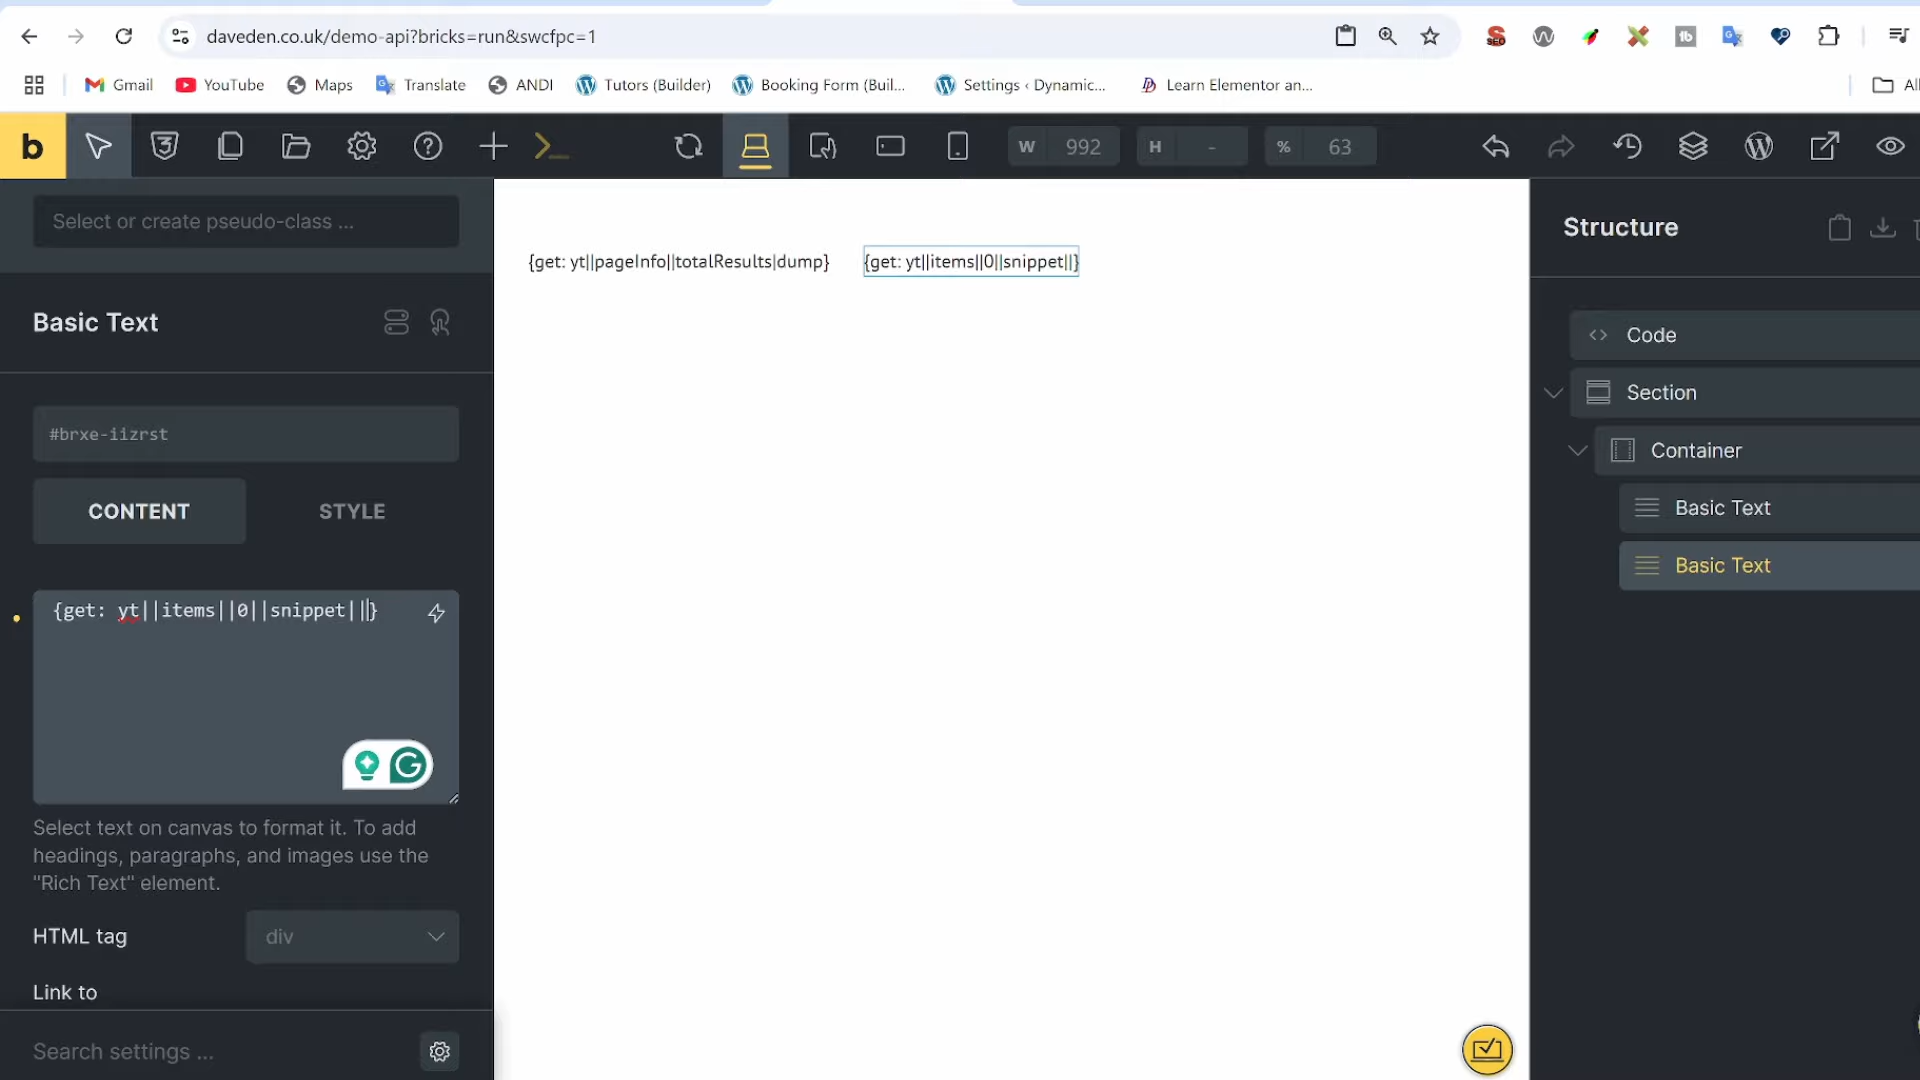 daveden.co.uk/demo-api?bricks=run&swcfpc=1
Gmail
YouTube
Maps
Translate
ANDI
Tutors (Builder)
Booking Form (Buil...
Settings ‹ Dynamic...
Learn Elementor an...
All
b
W 992
H -
% 63
Select or create pseudo-class ...
Basic Text
#brxe-iizrst
CONTENT
STYLE
{get: yt||items||0||snippet||}
Select text on canvas to format it. To add
headings, paragraphs, and images use the
"Rich Text" element.
HTML tag
div
Link to
Search settings ...
{get: yt||pageInfo||totalResults|dump}
{get: yt||items||0||snippet||}
Structure
Code
Section
Container
Basic Text
Basic Text